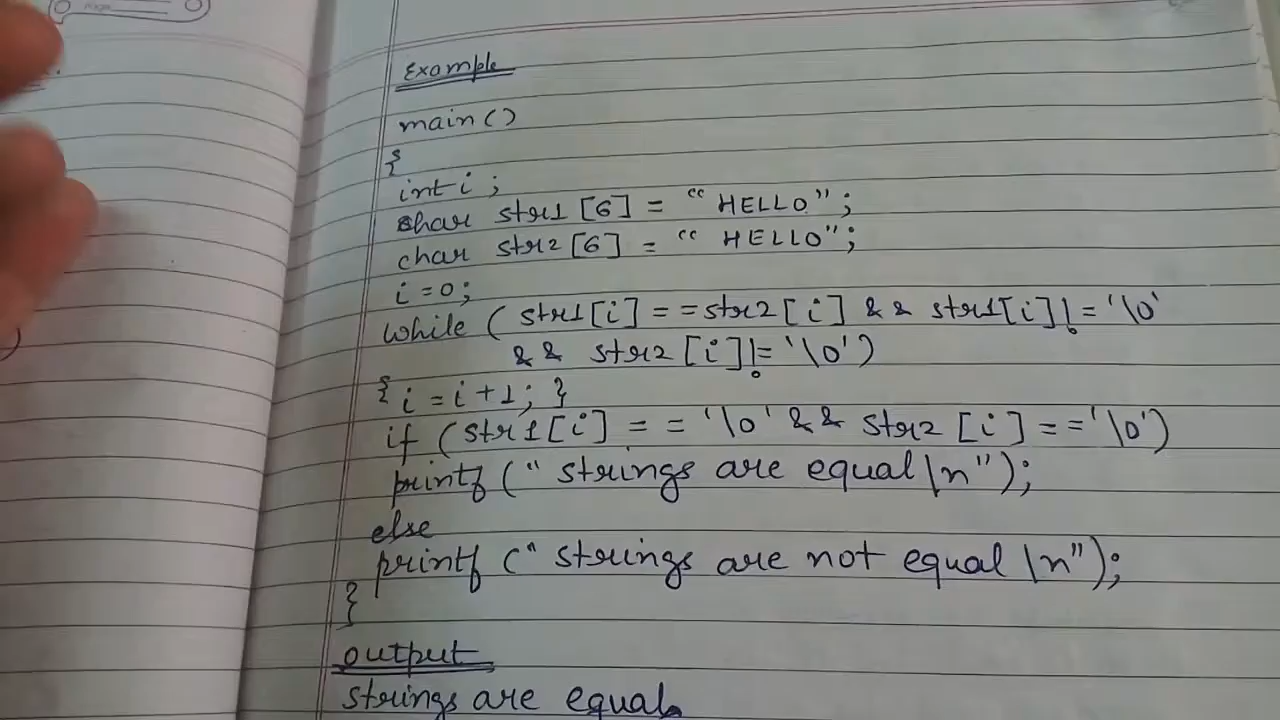 Example
main()
{
int i ;
char str1 [6] = "HELLO" ;
char str2 [6] = "HELLO";
i = 0;
while ( str1[i] == str2 [i] && str1[i] != '\0'
&& str2 [i] != '\0')
{ i = i + 1; }
if (str1[i] == '\0' && str2 [i] == '\0')
printf (" strings are equal \n");
else
printf (" strings are not equal \n");
}
output
strings are equal